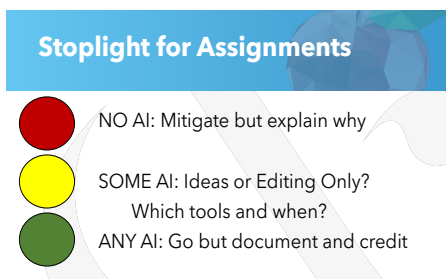 Stoplight for Assignments
NO AI: Mitigate but explain why
SOME AI: Ideas or Editing Only?
Which tools and when?
ANY AI: Go but document and credit